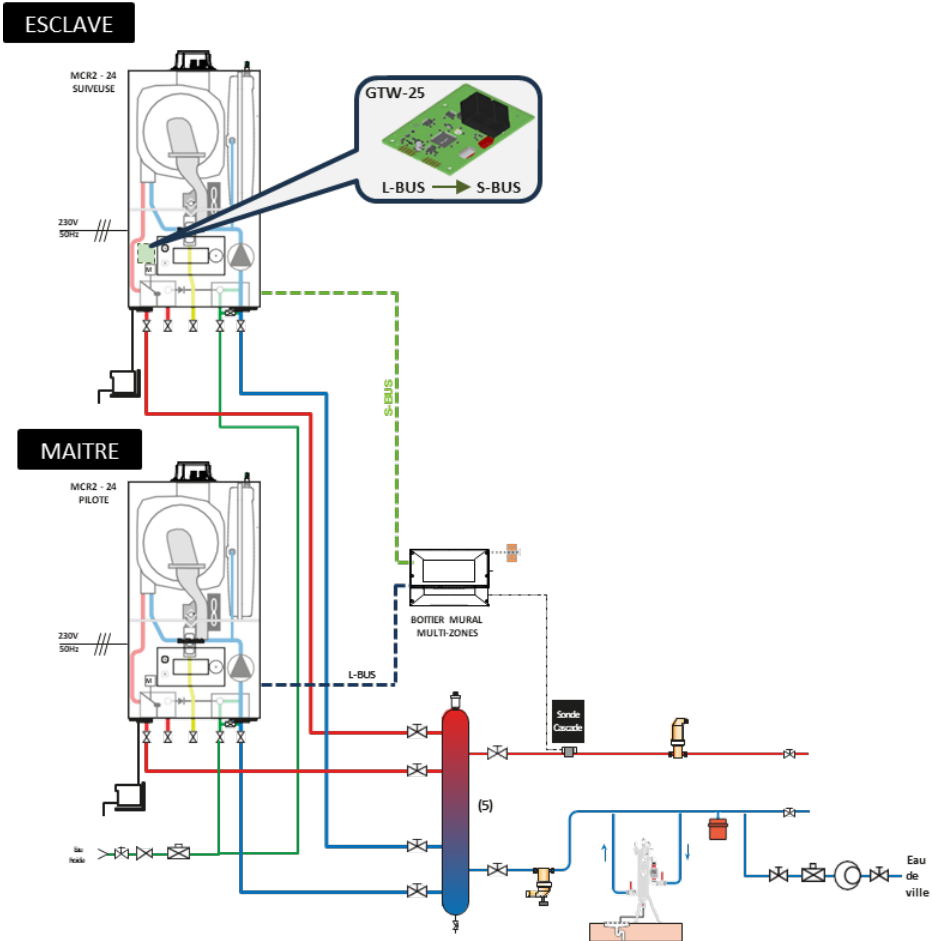 ESCLAVE
MCR2 - 24
SUIVEUSE
GTW-25
L-BUS
S-BUS
230V
50Hz
M
S-BUS
MAITRE
MCR2 - 24
PILOTE
BOITIER MURAL
MULTI-ZONES
230V
50Hz
M
L-BUS
Sonde
Cascade
(5)
Eau
froide
Eau
de
ville